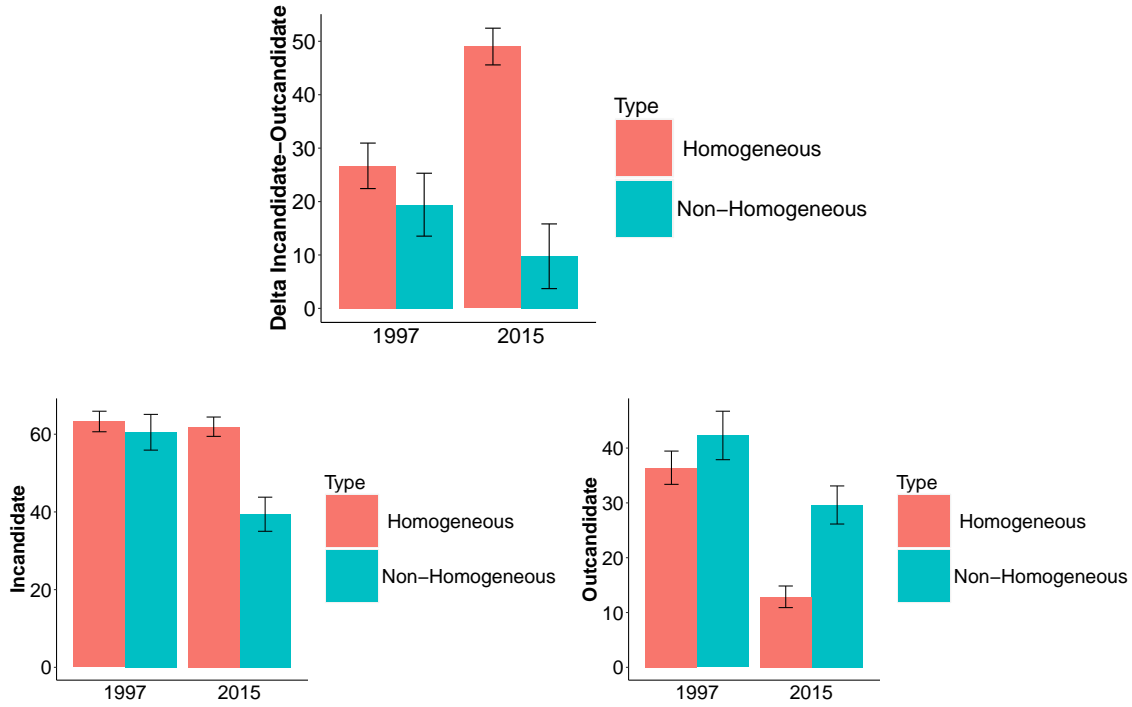 Delta Incandidate−Outcandidate
50
40
30
20
10
0
1997
2015
Type
Homogeneous
Non−Homogeneous
Incandidate
60
40
20
0
1997
2015
Type
Homogeneous
Non−Homogeneous
Outcandidate
40
30
20
10
0
1997
2015
Type
Homogeneous
Non−Homogeneous